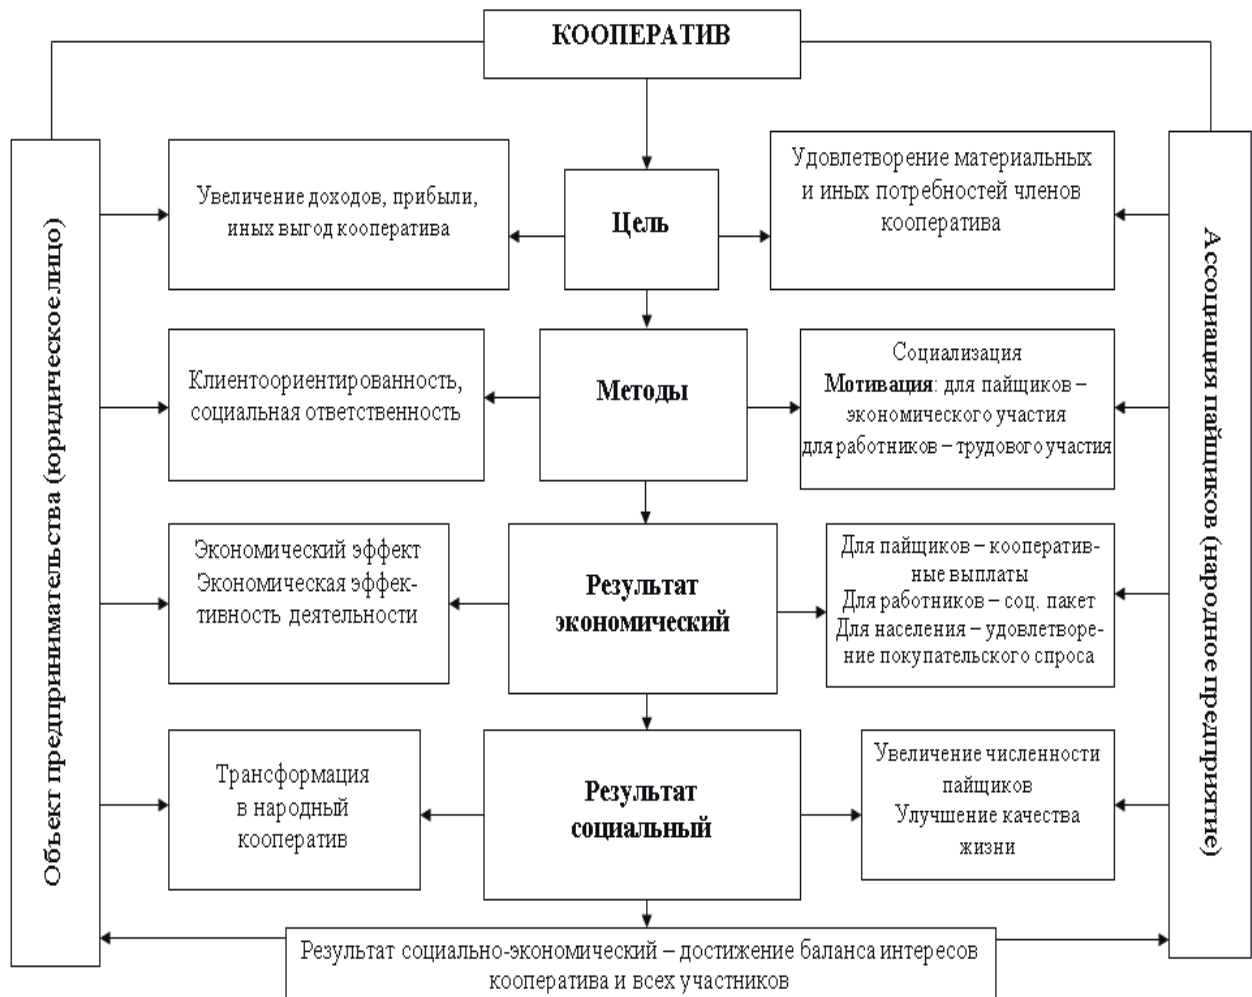 КООПЕРАТИВ
Объект предпринимательства (юридическоелицо)
Увеличение доходов, прибыли,
иных выгод кооператива
Цель
Удовлетворение материальных
и иных потребностей членов
кооператива
Ассоциация пайщиков (народное предприятие)
Клиентоориентированность,
социальная ответственность
Методы
Социализация
Мотивация: для пайщиков –
экономического участия
для работников – трудового участия
Экономический эффект
Экономическая эффек-
тивность деятельности
Результат
экономический
Для пайщиков – кооператив-
ные выплаты
Для работников – соц. пакет
Для населения – удовлетворе-
ние покупательского спроса
Трансформация
в народный
кооператив
Результат
социальный
Увеличение численности
пайщиков
Улучшение качества
жизни
Результат социально-экономический – достижение баланса интересов
кооператива и всех участников